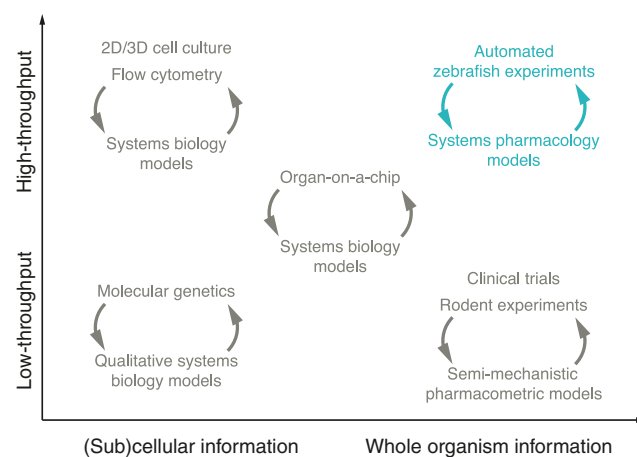 High-throughput
Low-throughput
2D/3D cell culture
Flow cytometry
Systems biology
models
Automated
zebrafish experiments
Systems pharmacology
models
Organ-on-a-chip
Systems biology
models
Molecular genetics
Qualitative systems
biology models
Clinical trials
Rodent experiments
Semi-mechanistic
pharmacometric models
(Sub)cellular information
Whole organism information